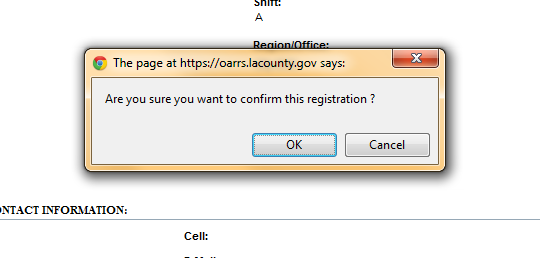 Shift:
A
Region/Office:
The page at https://oarrs.lacounty.gov says:
Are you sure you want to confirm this registration ?
OK Cancel
ONTACT INFORMATION:
Cell: